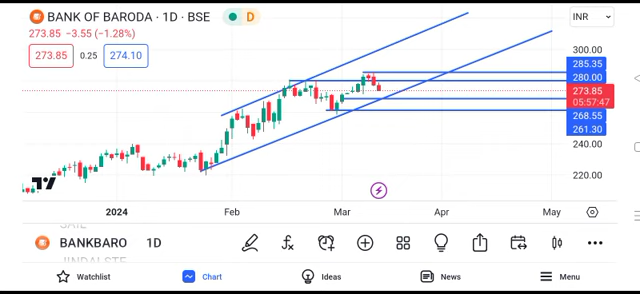 BANK OF BARODA · 1D · BSE D INR
273.85 −3.55 (−1.28%)
273.85 0.25 274.10
300.00
285.35
280.00
273.85
05:57:47
268.55
261.30
240.00
220.00
2024 Feb Mar Apr May
SAIL
BANKBARO 1D
JINDALSTE
Watchlist Chart Ideas News Menu